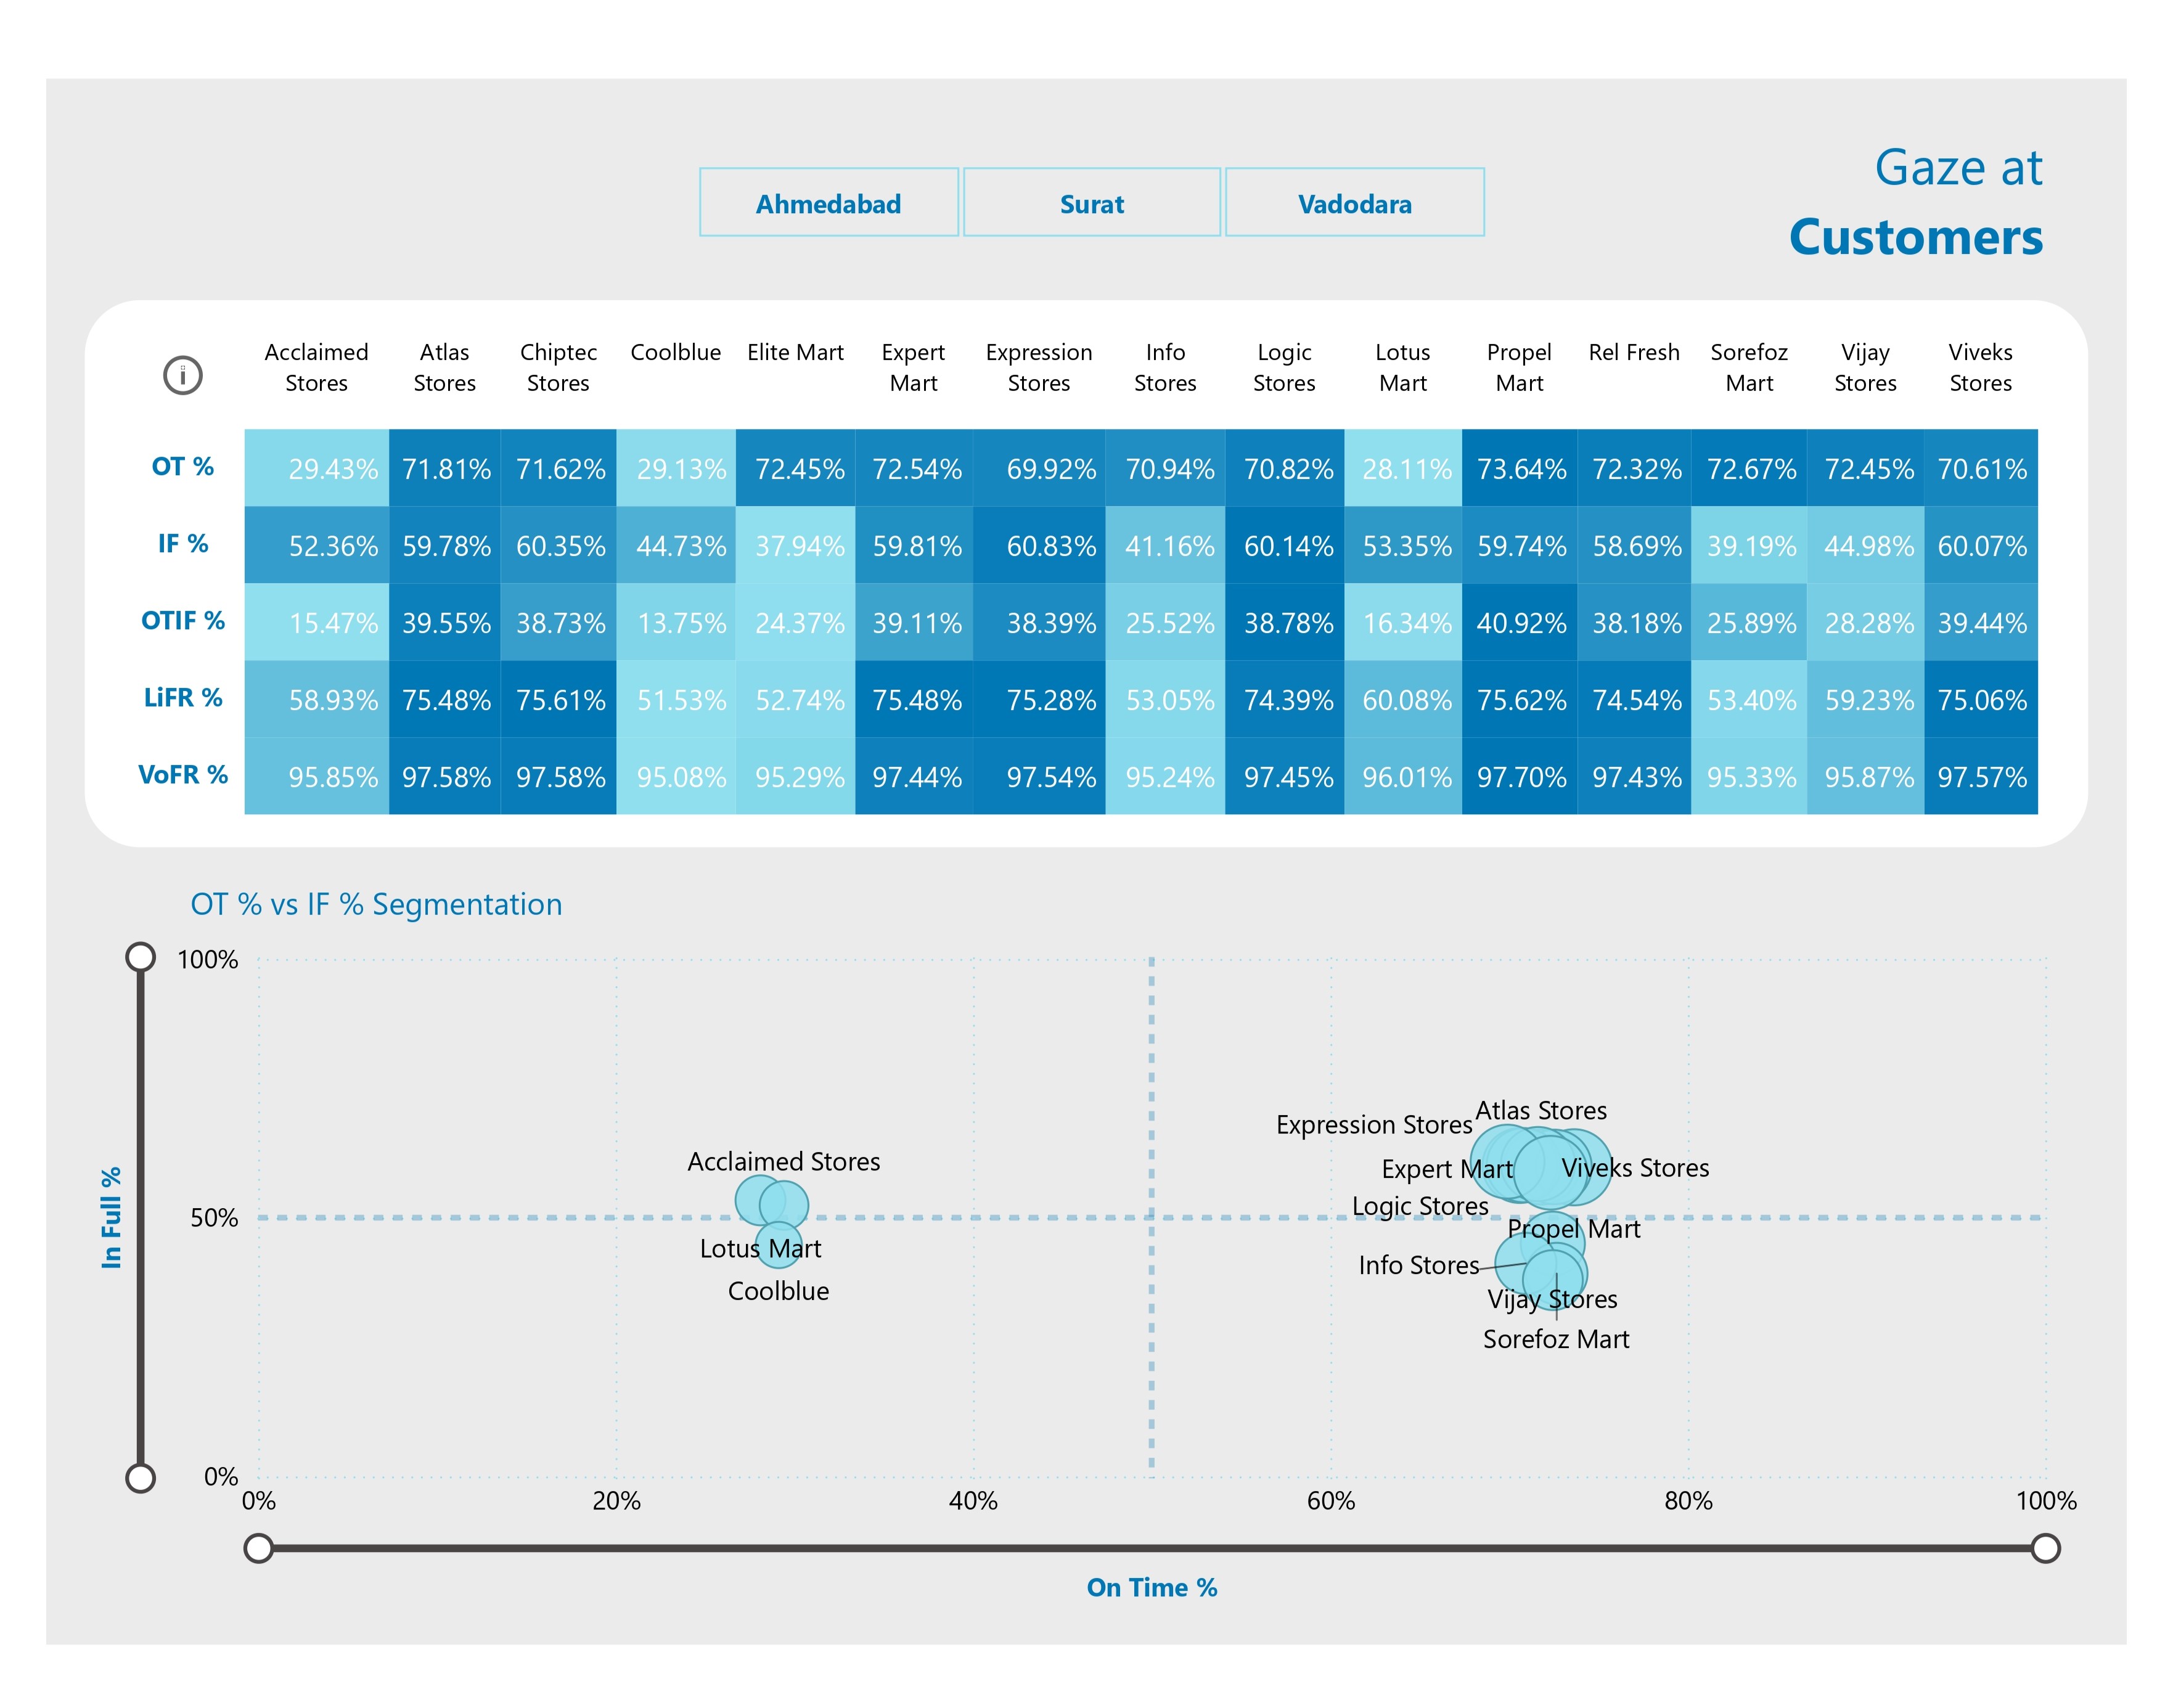 Gaze at
Customers
Ahmedabad Surat Vadodara
Acclaimed Atlas Chiptec Coolblue Elite Mart Expert Expression Info Logic Lotus Propel Rel Fresh Sorefoz Vijay Viveks
Stores Stores Stores Mart Stores Stores Stores Mart Mart Mart Stores Stores
OT % 29.43% 71.81% 71.62% 29.13% 72.45% 72.54% 69.92% 70.94% 70.82% 28.11% 73.64% 72.32% 72.67% 72.45% 70.61%
IF % 52.36% 59.78% 60.35% 44.73% 37.94% 59.81% 60.83% 41.16% 60.14% 53.35% 59.74% 58.69% 39.19% 44.98% 60.07%
OTIF % 15.47% 39.55% 38.73% 13.75% 24.37% 39.11% 38.39% 25.52% 38.78% 16.34% 40.92% 38.18% 25.89% 28.28% 39.44%
LiFR % 58.93% 75.48% 75.61% 51.53% 52.74% 75.48% 75.28% 53.05% 74.39% 60.08% 75.62% 74.54% 53.40% 59.23% 75.06%
VoFR % 95.85% 97.58% 97.58% 95.08% 95.29% 97.44% 97.54% 95.24% 97.45% 96.01% 97.70% 97.43% 95.33% 95.87% 97.57%
OT % vs IF % Segmentation
100%
Atlas Stores
Expression Stores
Acclaimed Stores
Expert Mart
Viveks Stores
Logic Stores
50%
Propel Mart
Lotus Mart
Info Stores
Coolblue
Vijay Stores
Sorefoz Mart
In Full %
0%
0% 20% 40% 60% 80% 100%
On Time %